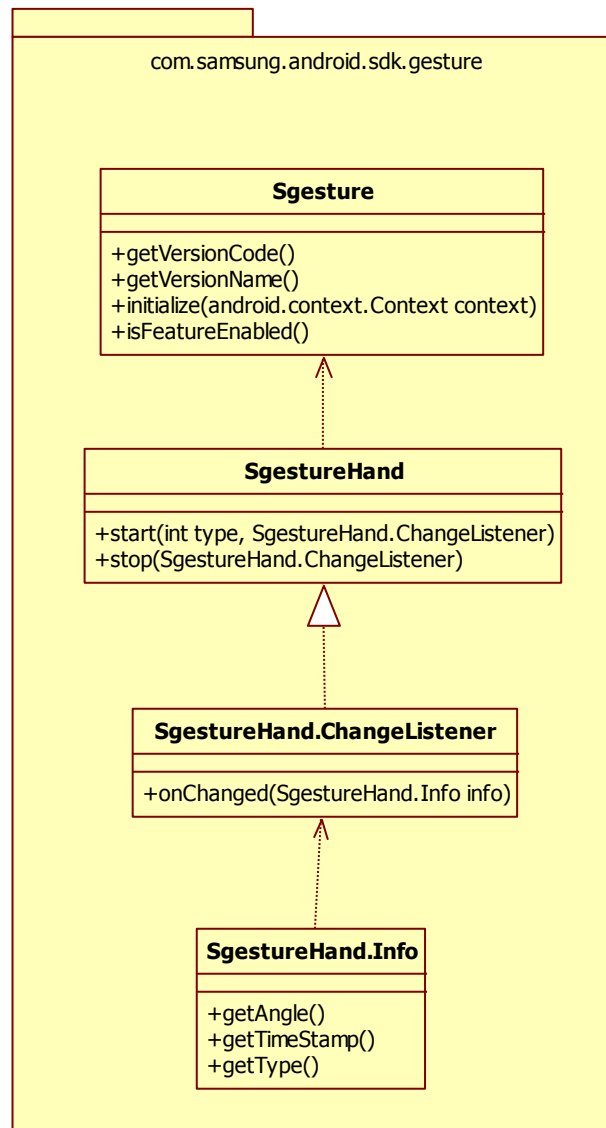 com.samsung.android.sdk.gesture
Sgesture
+getVersionCode()
+getVersionName()
+initialize(android.context.Context context)
+isFeatureEnabled()
SgestureHand
+start(int type, SgestureHand.ChangeListener)
+stop(SgestureHand.ChangeListener)
SgestureHand.ChangeListener
+onChanged(SgestureHand.Info info)
SgestureHand.Info
+getAngle()
+getTimeStamp()
+getType()